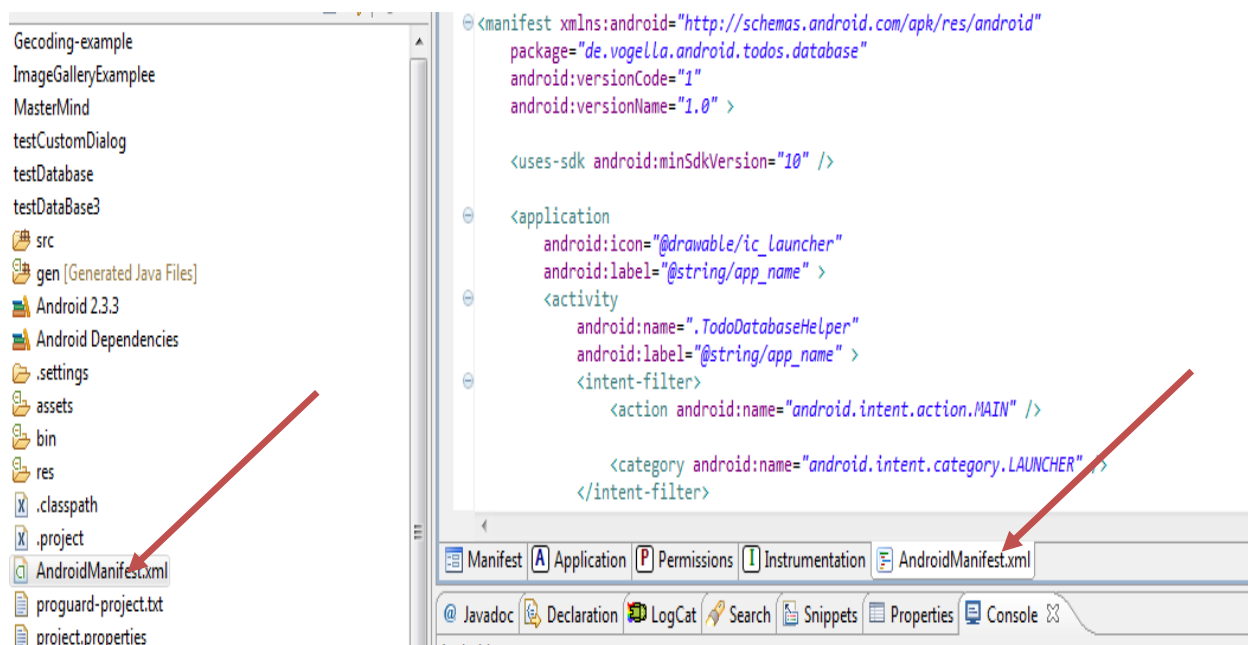 Gecoding-example
ImageGalleryExamplee
MasterMind
testCustomDialog
testDatabase
testDataBase3
src
gen [Generated Java Files]
Android 2.3.3
Android Dependencies
.settings
assets
bin
res
.classpath
.project
AndroidManifest.xml
proguard-project.txt
project.properties
<manifest xmlns:android="http://schemas.android.com/apk/res/android"
package="de.vogella.android.todos.database"
android:versionCode="1"
android:versionName="1.0" >
<uses-sdk android:minSdkVersion="10" />
<application
android:icon="@drawable/ic_launcher"
android:label="@string/app_name" >
<activity
android:name=".TodoDatabaseHelper"
android:label="@string/app_name" >
<intent-filter>
<action android:name="android.intent.action.MAIN" />
<category android:name="android.intent.category.LAUNCHER" />
</intent-filter>
Manifest A Application P Permissions I Instrumentation AndroidManifest.xml
@ Javadoc Declaration LogCat Search Snippets Properties Console